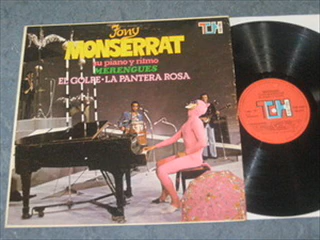 Tony
MONSERRAT
su piano y ritmo
MERENGUES
EL GOLPE-LA PANTERA ROSA
TH
TH